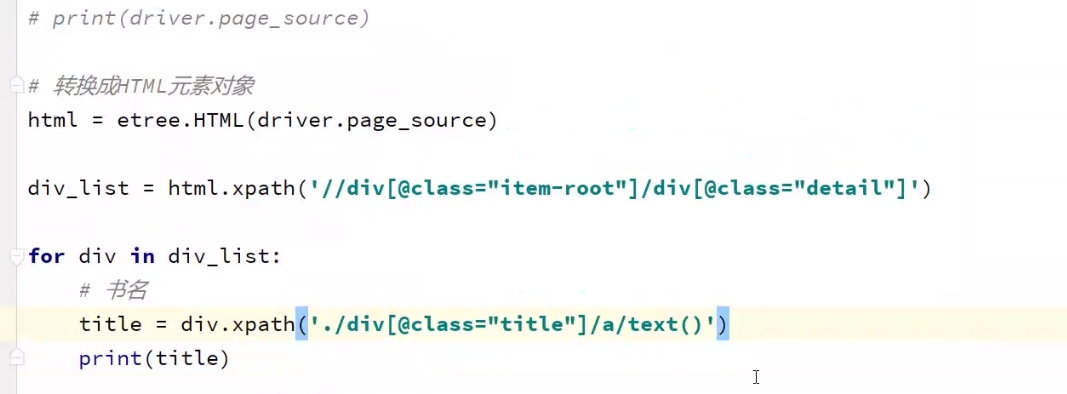 # print(driver.page_source)
# 转换成HTML元素对象
html = etree.HTML(driver.page_source)
div_list = html.xpath('//div[@class="item-root"]/div[@class="detail"]')
for div in div_list:
# 书名
title = div.xpath('./div[@class="title"]/a/text()')
print(title)